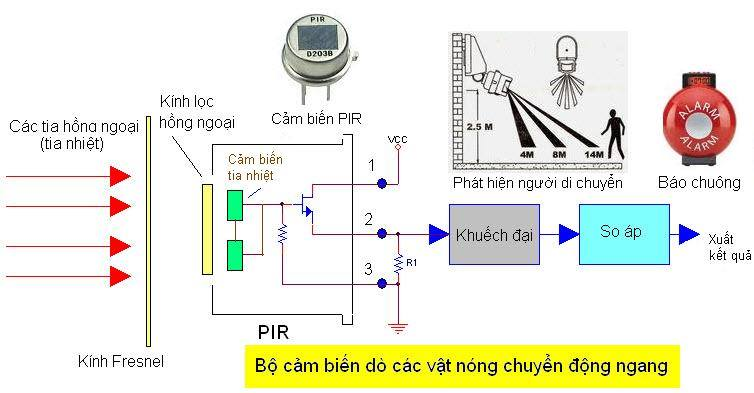 PIR
D203B
Cảm biến PIR
Kính lọc
hồng ngoại
Các tia hồng ngoại
(tia nhiệt)
Cảm biến
tia nhiệt
1
vcc
2
3
R1
PIR
Kính Fresnel
2.5 M
4M
8M
14M
Phát hiện người di chuyển
ALARM
ALARM
Báo chuông
Khuếch đại
So áp
Xuất
kết quả
Bộ cảm biến dò các vật nóng chuyển động ngang